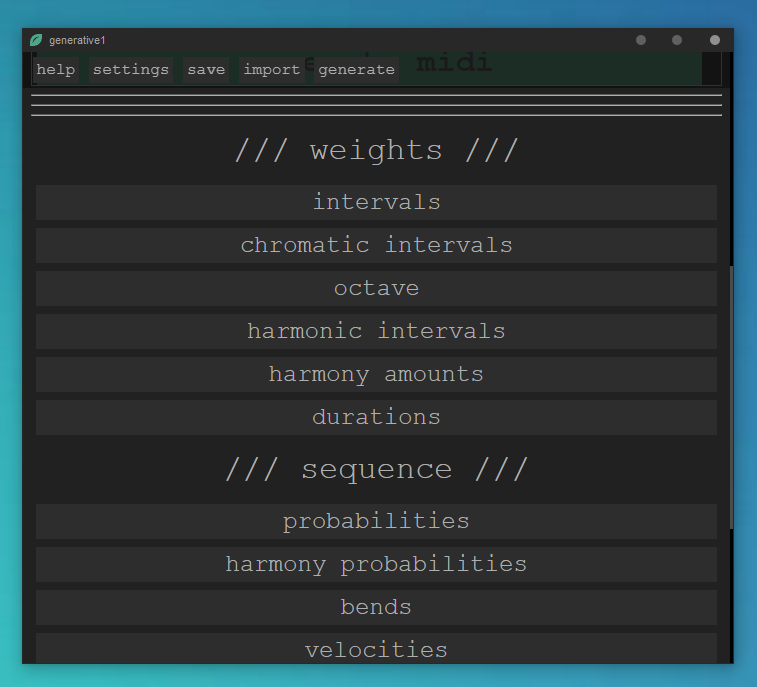 generative1
midi
help settings save import generate
/// weights ///
intervals
chromatic intervals
octave
harmonic intervals
harmony amounts
durations
/// sequence ///
probabilities
harmony probabilities
bends
velocities